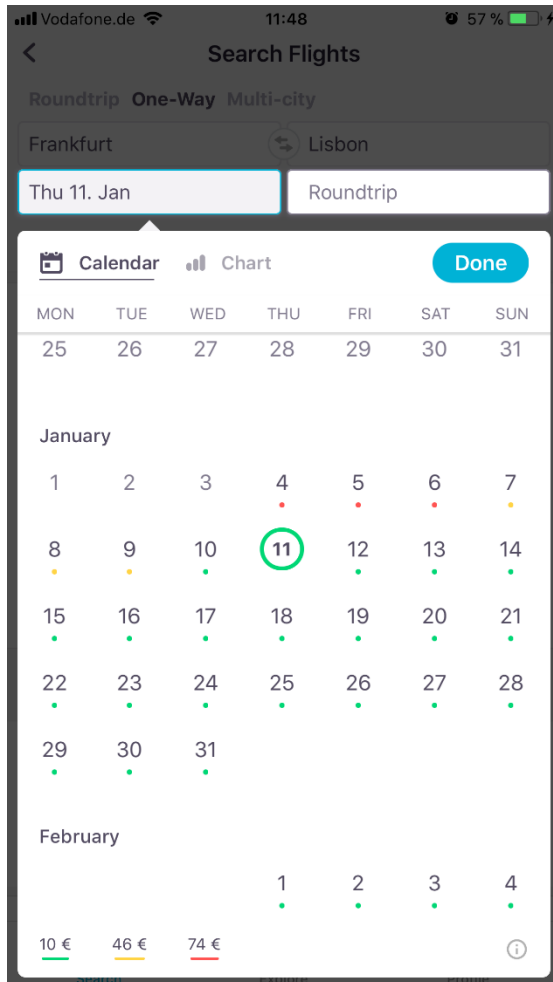 Vodafone.de 11:48 57 %
Search Flights
Roundtrip One-Way Multi-city
Frankfurt Lisbon
Thu 11. Jan Roundtrip
Calendar Chart Done
MON TUE WED THU FRI SAT SUN
25 26 27 28 29 30 31
January
1 2 3 4 5 6 7
8 9 10 11 12 13 14
15 16 17 18 19 20 21
22 23 24 25 26 27 28
29 30 31
February
1 2 3 4
10 € 46 € 74 €
Search Explore Profile